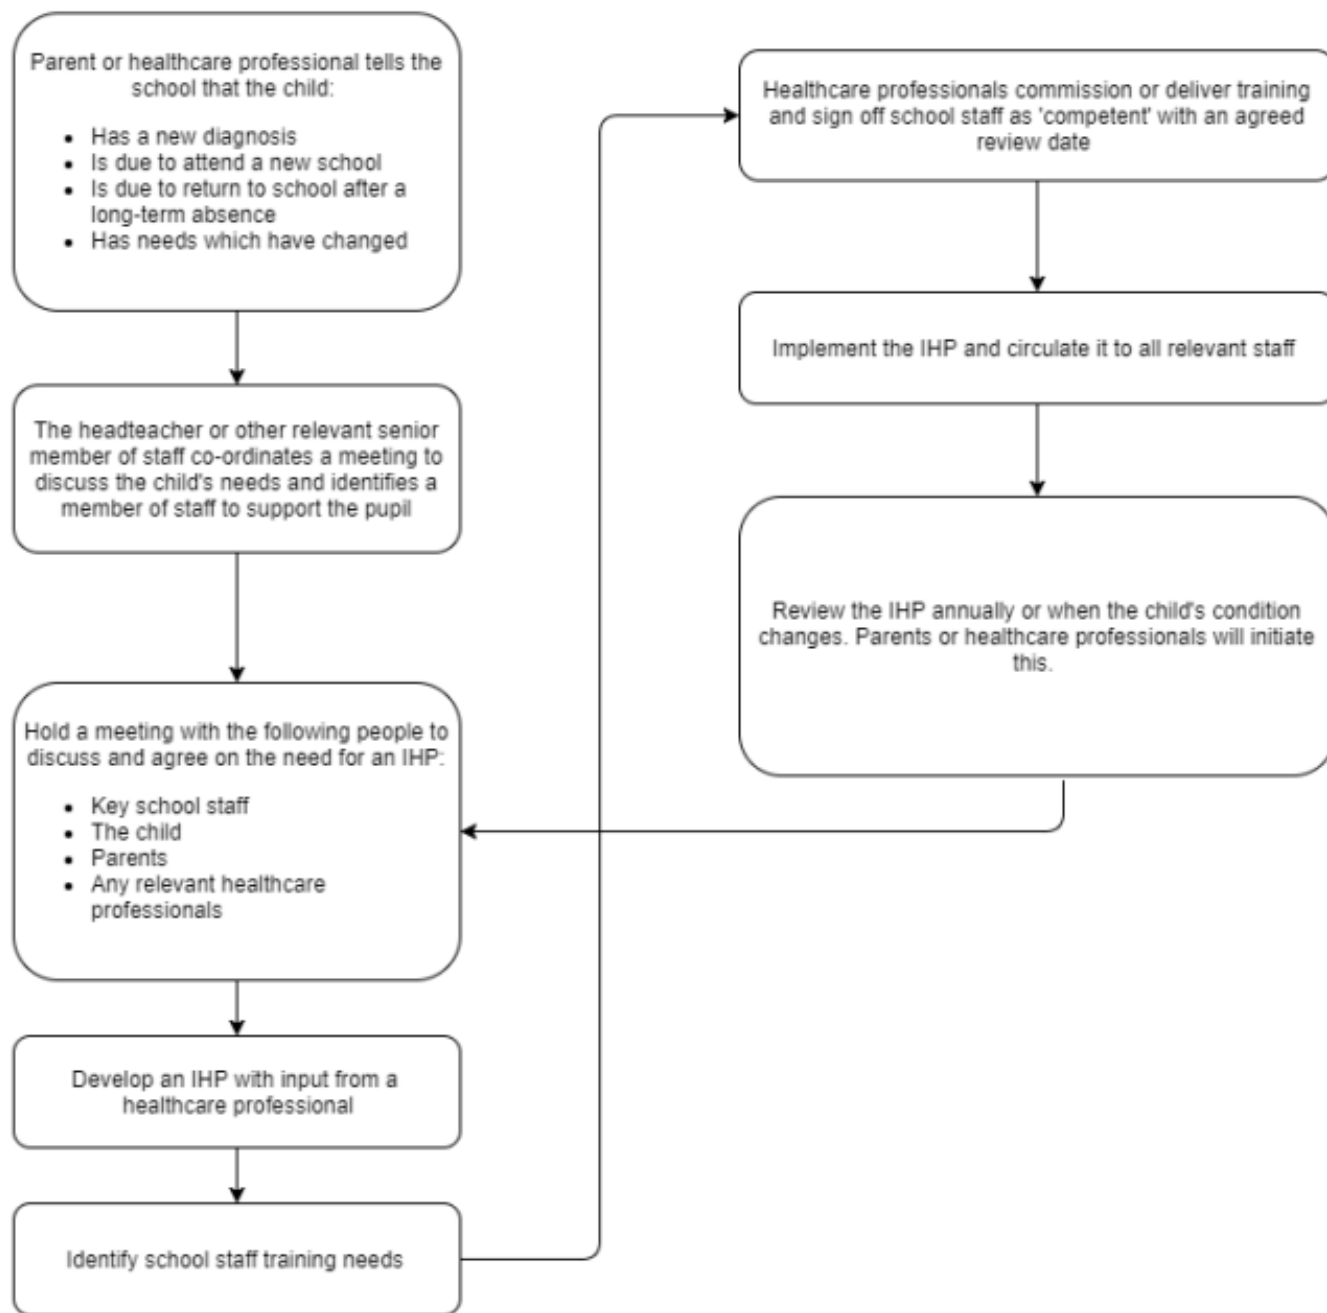 Parent or healthcare professional tells the
school that the child:
• Has a new diagnosis
• Is due to attend a new school
• Is due to return to school after a
long-term absence
• Has needs which have changed
The headteacher or other relevant senior
member of staff co-ordinates a meeting to
discuss the child's needs and identifies a
member of staff to support the pupil
Hold a meeting with the following people to
discuss and agree on the need for an IHP:
• Key school staff
• The child
• Parents
• Any relevant healthcare
professionals
Develop an IHP with input from a
healthcare professional
Identify school staff training needs
Healthcare professionals commission or deliver training
and sign off school staff as 'competent' with an agreed
review date
Implement the IHP and circulate it to all relevant staff
Review the IHP annually or when the child's condition
changes. Parents or healthcare professionals will initiate
this.